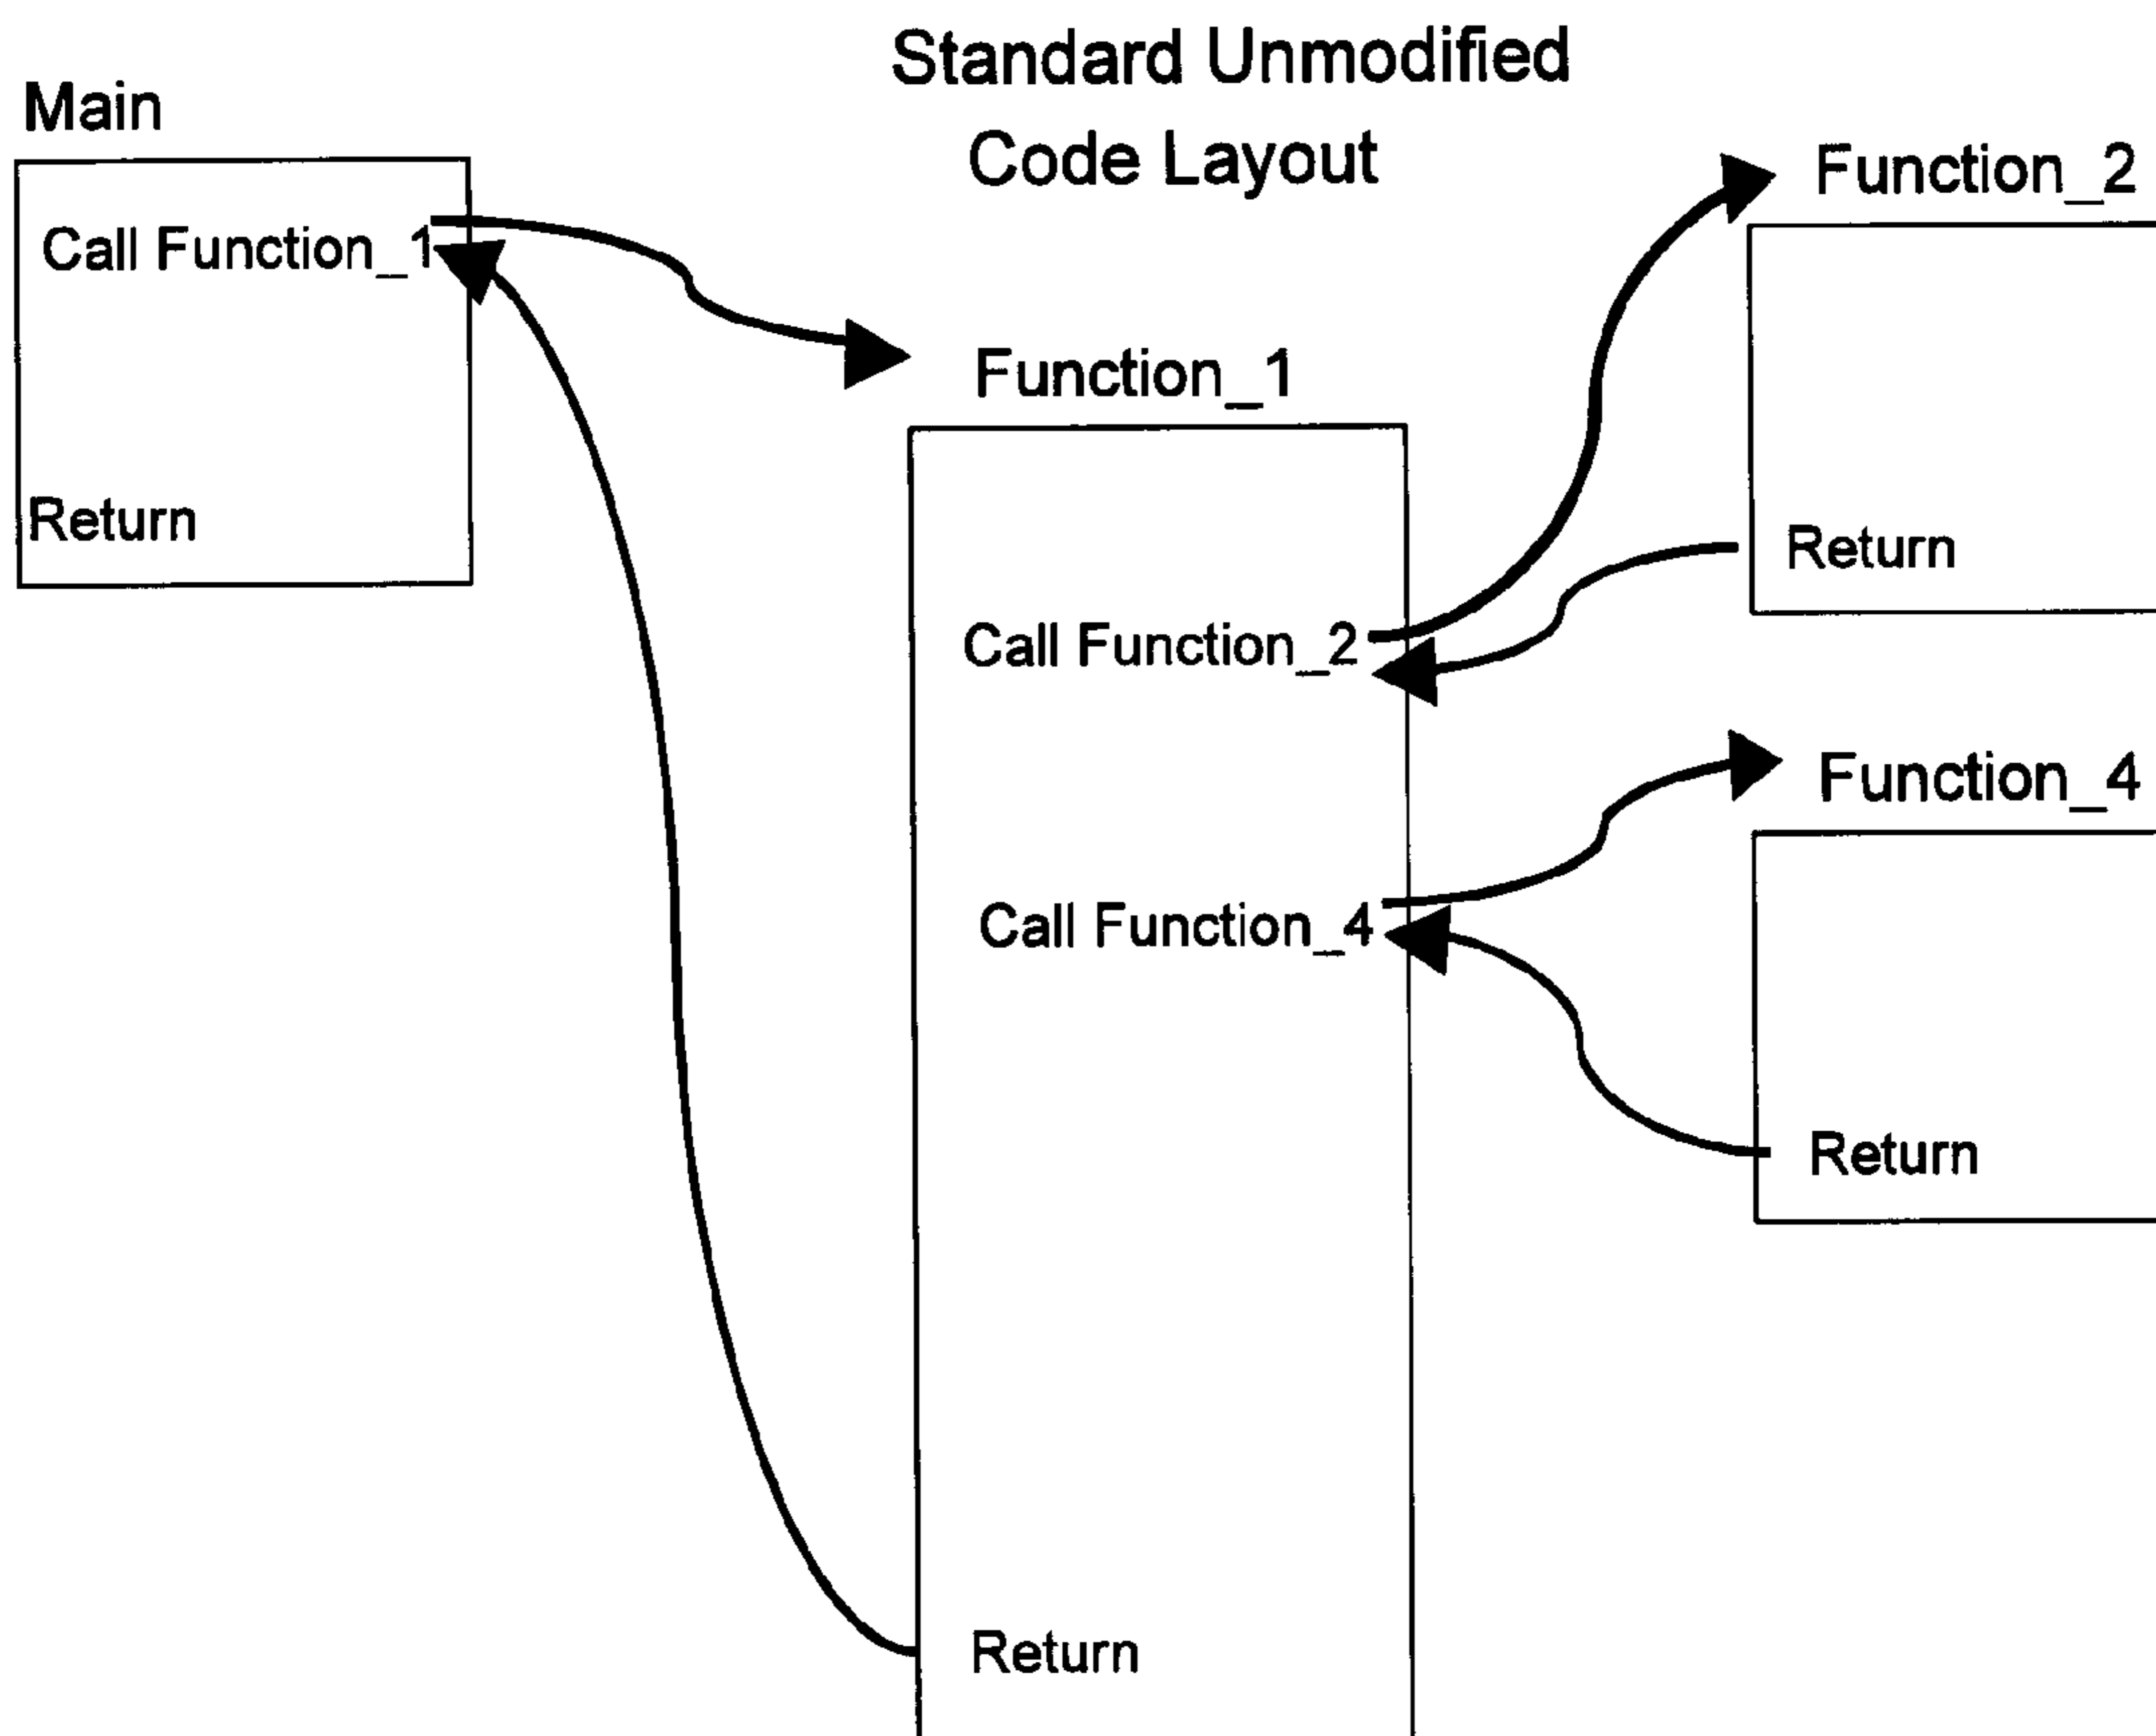 Standard Unmodified
Code Layout
Main
Call Function_1
Return
Function_1
Call Function_2
Call Function_4
Return
Function_2
Return
Function_4
Return